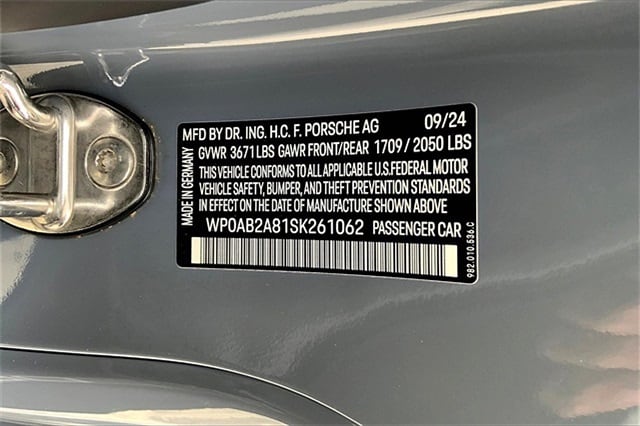 MFD BY DR. ING. H.C. F. PORSCHE AG 09/24
GVWR 3671LBS GAWR FRONT/REAR 1709 / 2050 LBS
THIS VEHICLE CONFORMS TO ALL APPLICABLE U.S.FEDERAL MOTOR
VEHICLE SAFETY, BUMPER, AND THEFT PREVENTION STANDARDS
IN EFFECT ON THE DATE OF MANUFACTURE SHOWN ABOVE
WP0AB2A81SK261062 PASSENGER CAR
MADE IN GERMANY
982.010.536.C